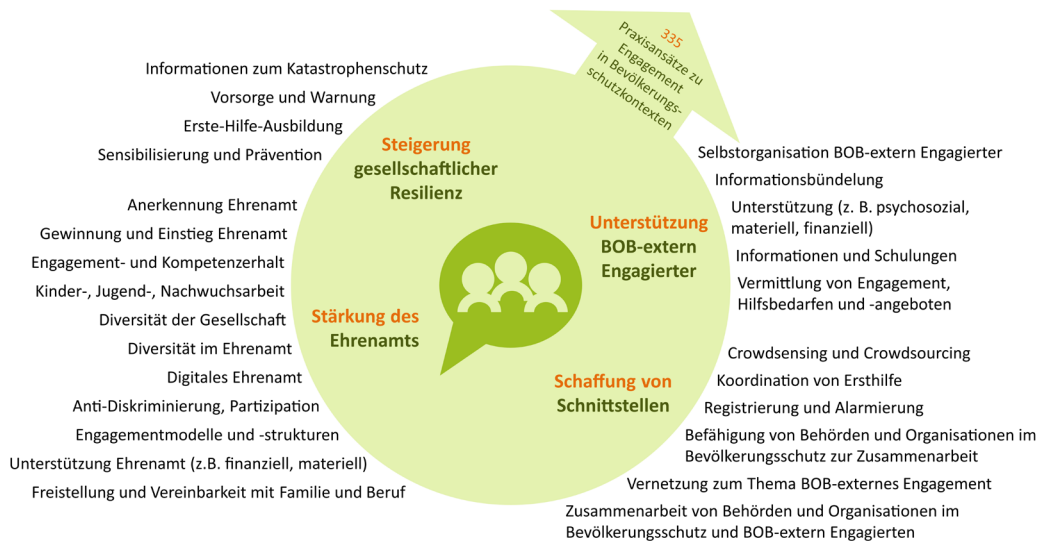 335
Praxisansätze zu
Engagement
in Bevölkerungs-
schutzkontexten
Steigerung
gesellschaftlicher
Resilienz
Informationen zum Katastrophenschutz
Vorsorge und Warnung
Erste-Hilfe-Ausbildung
Sensibilisierung und Prävention
Stärkung des
Ehrenamts
Anerkennung Ehrenamt
Gewinnung und Einstieg Ehrenamt
Engagement- und Kompetenzerhalt
Kinder-, Jugend-, Nachwuchsarbeit
Diversität der Gesellschaft
Diversität im Ehrenamt
Digitales Ehrenamt
Anti-Diskriminierung, Partizipation
Engagementmodelle und -strukturen
Unterstützung Ehrenamt (z.B. finanziell, materiell)
Freistellung und Vereinbarkeit mit Familie und Beruf
Unterstützung
BOB-extern
Engagierter
Selbstorganisation BOB-extern Engagierter
Informationsbündelung
Unterstützung (z. B. psychosozial,
materiell, finanziell)
Informationen und Schulungen
Vermittlung von Engagement,
Hilfsbedarfen und -angeboten
Schaffung von
Schnittstellen
Crowdsensing und Crowdsourcing
Koordination von Ersthilfe
Registrierung und Alarmierung
Befähigung von Behörden und Organisationen im
Bevölkerungsschutz zur Zusammenarbeit
Vernetzung zum Thema BOB-externes Engagement
Zusammenarbeit von Behörden und Organisationen im
Bevölkerungsschutz und BOB-extern Engagierten